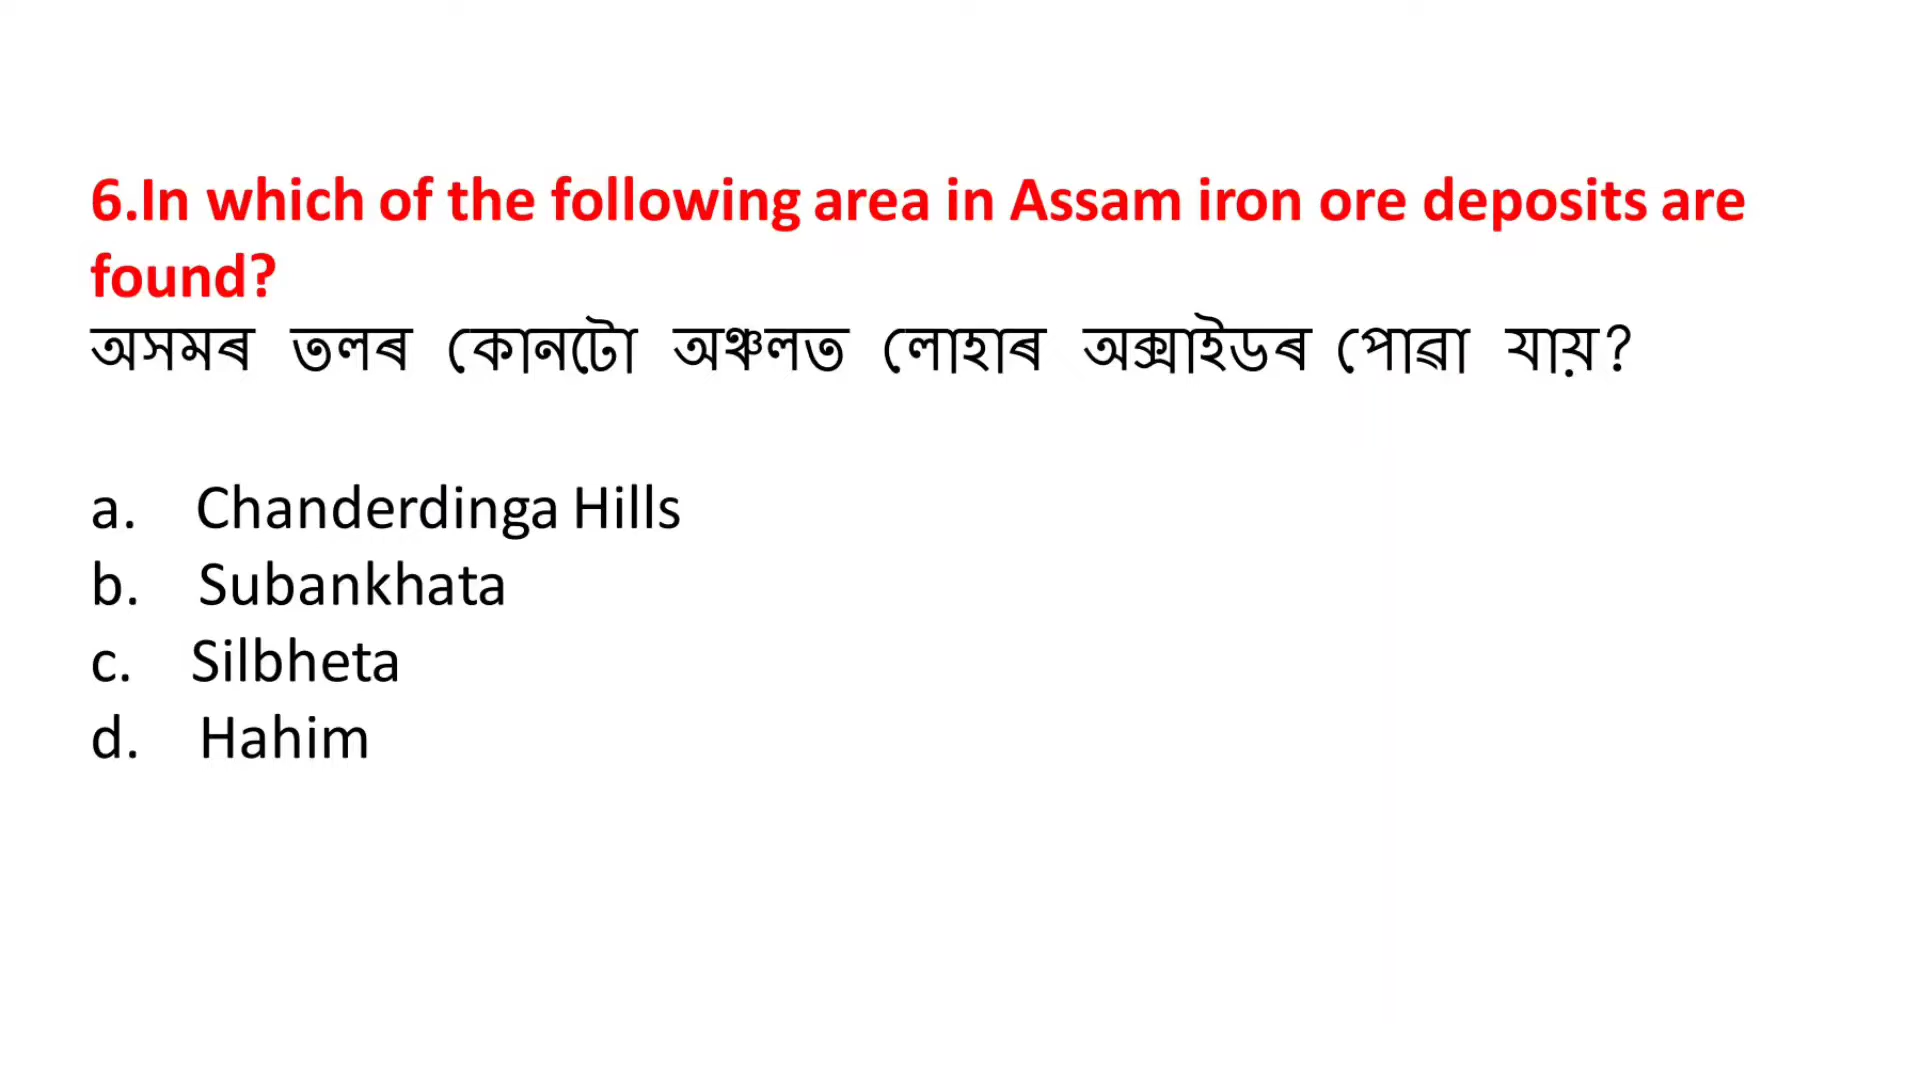 6.In which of the following area in Assam iron ore deposits are
found?
অসমৰ তলৰ কোনটো অঞ্চলত লোহাৰ অক্সাইডৰ পোৱা যায়?
a. Chanderdinga Hills
b. Subankhata
c. Silbheta
d. Hahim